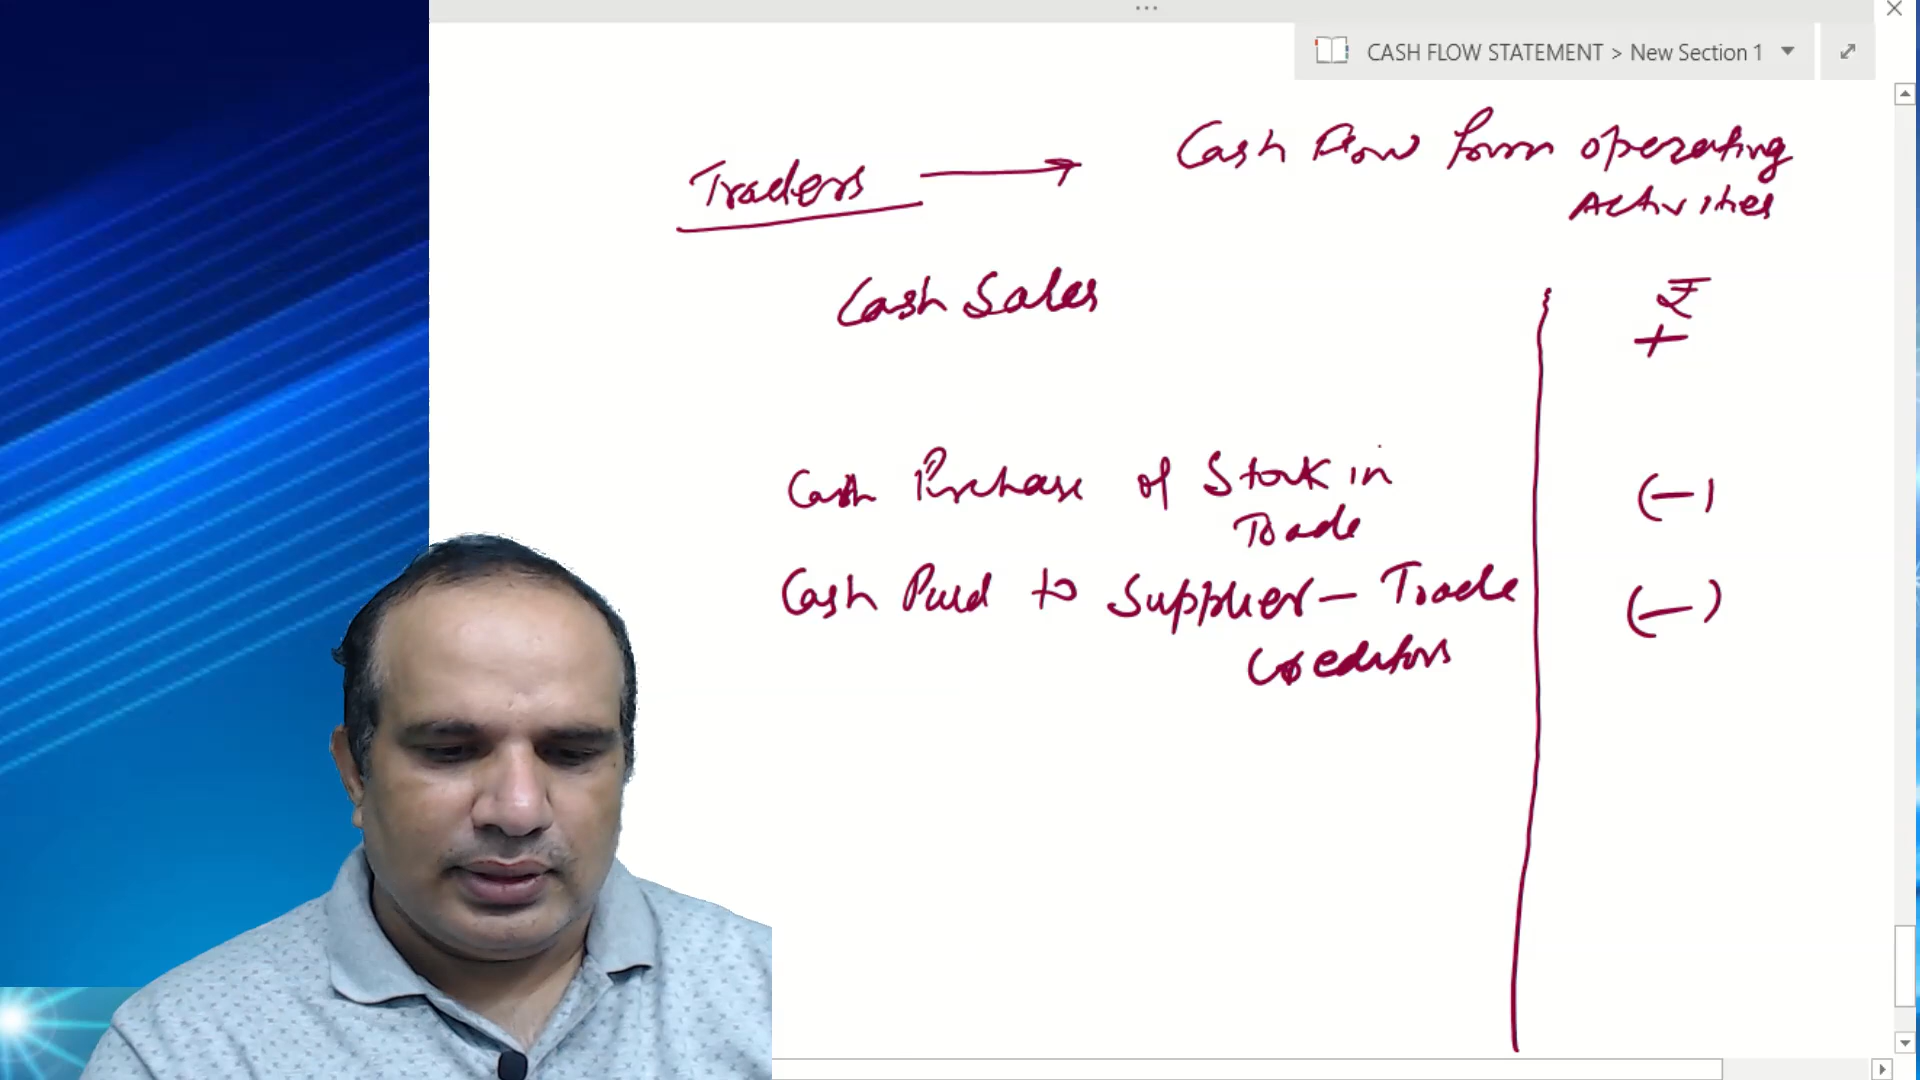 CASH FLOW STATEMENT > New Section 1
Traders → Cash Flow from operating
Activities
Cash Sales ₹
+
Cash Purchase of Stock in (-)
Trade
Cash Paid to Supplier - Trade (-)
Creditors